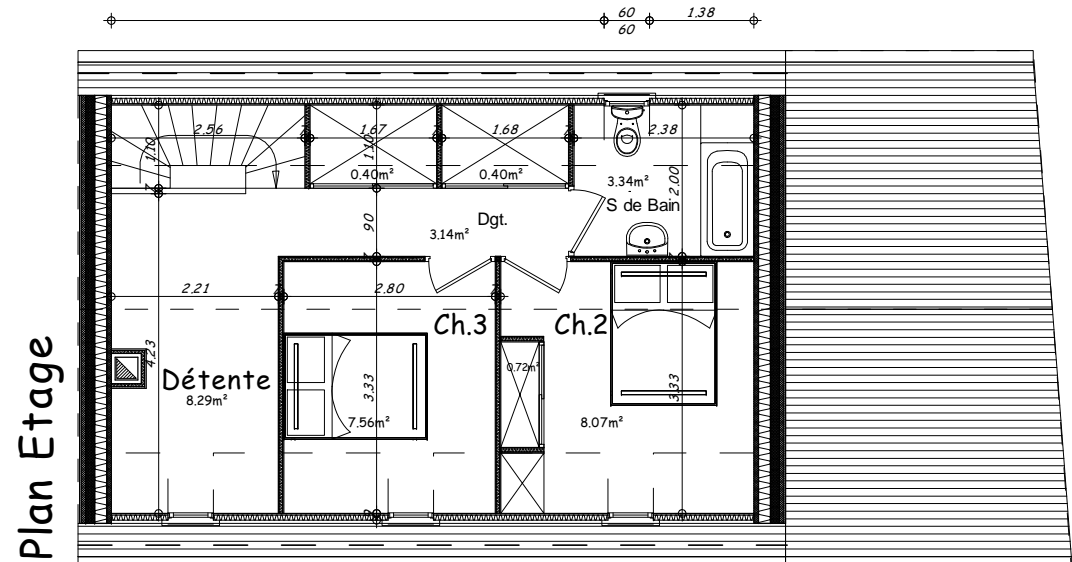 60
60
1.38
2.56
1.67
1.68
2.38
1.10
1.10
0.40m²
0.40m²
3.34m²
2.00
S de Bain
Dgt.
90
3.14m²
2.21
2.80
Ch.3
Ch.2
4.23
Détente
8.29m²
3.33
7.56m²
0.72m²
3.33
8.07m²
Plan Etage